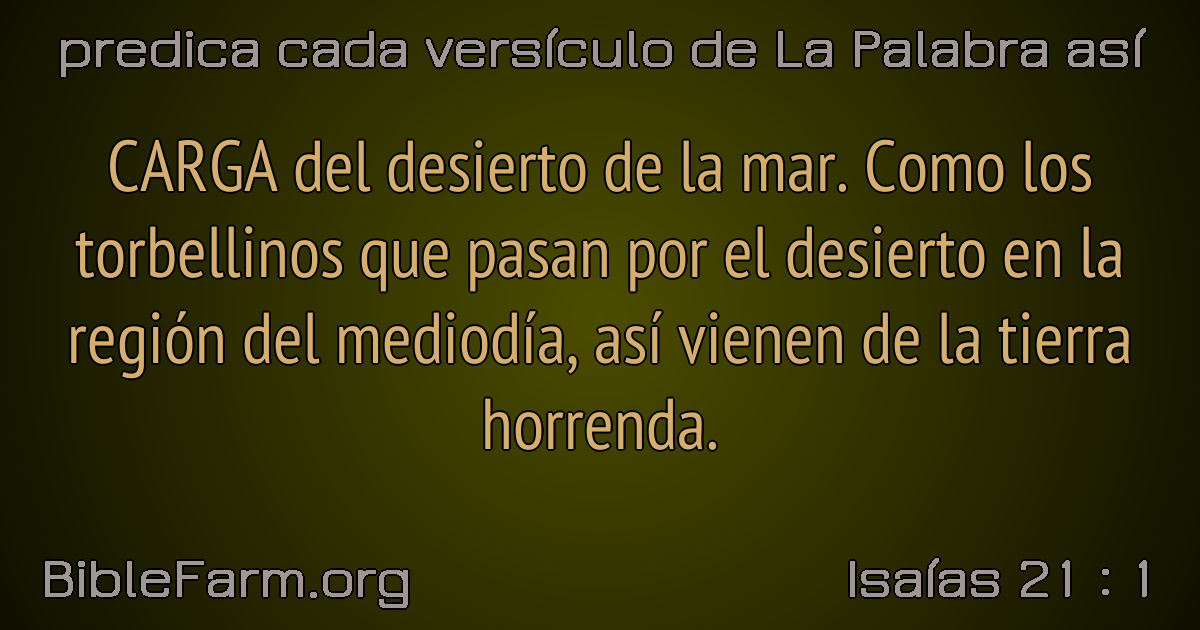 predica cada versículo de La Palabra así
CARGA del desierto de la mar. Como los
torbellinos que pasan por el desierto en la
región del mediodía, así vienen de la tierra
horrenda.
BibleFarm.org
Isaías 21 : 1